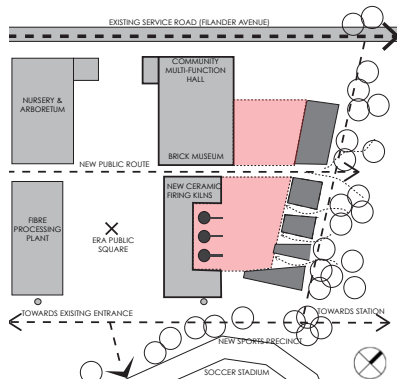 EXISTING SERVICE ROAD (FILANDER AVENUE)
COMMUNITY
MULTI-FUNCTION
HALL
NURSERY &
ARBORETUM
BRICK MUSEUM
NEW PUBLIC ROUTE
NEW CERAMIC
FIRING KILNS
FIBRE
PROCESSING
PLANT
ERA PUBLIC
SQUARE
TOWARDS EXISTING ENTRANCE
TOWARDS STATION
NEW SPORTS PRECINCT
SOCCER STADIUM